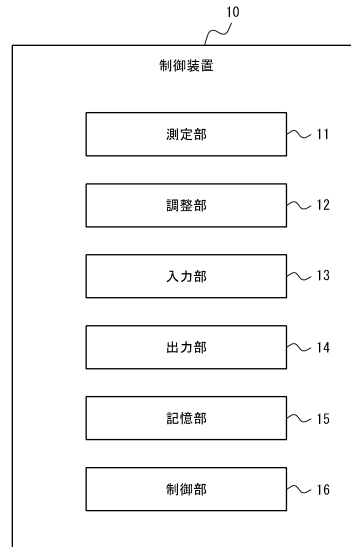 10
制御装置
測定部 11
調整部 12
入力部 13
出力部 14
記憶部 15
制御部 16